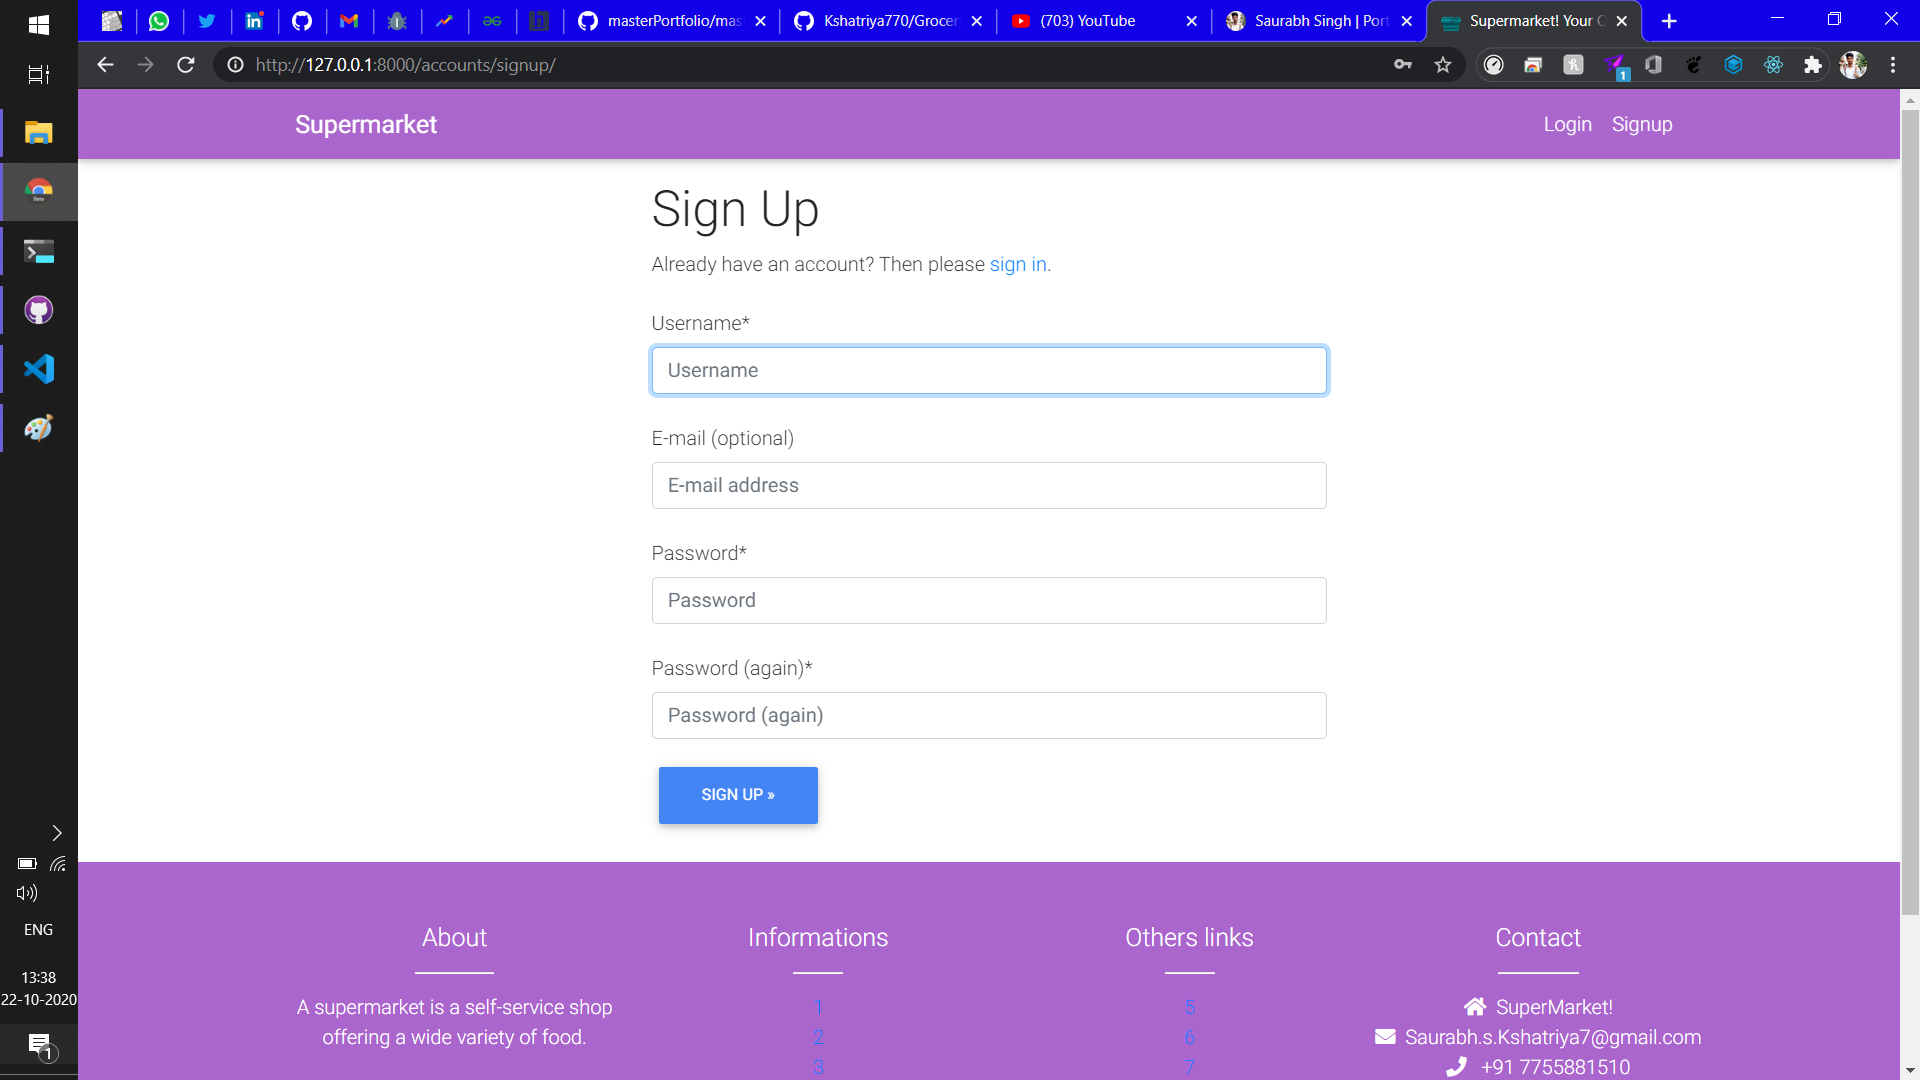 masterPortfolio/mas
Kshatriya770/Grocer
(703) YouTube
Saurabh Singh | Port
Supermarket! Your C
http://127.0.0.1:8000/accounts/signup/
1
Supermarket
Login
Signup
Sign Up
Already have an account? Then please sign in.
Username*
Username
E-mail (optional)
E-mail address
Password*
Password
Password (again)*
Password (again)
SIGN UP »
About
A supermarket is a self-service shop
offering a wide variety of food.
Informations
1
2
3
Others links
5
6
7
Contact
SuperMarket!
Saurabh.s.Kshatriya7@gmail.com
+91 7755881510
ENG
13:38
22-10-2020
1